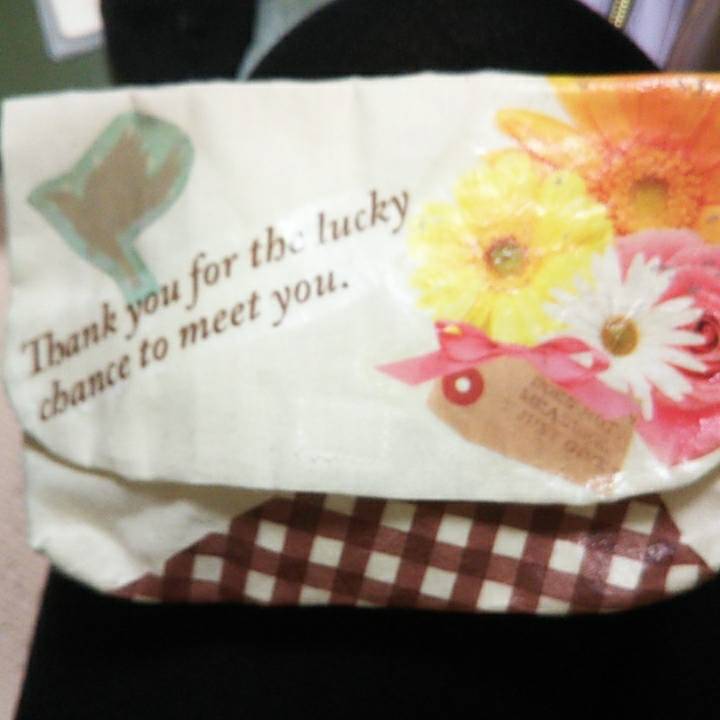 Thank you for the lucky
chance to meet you.